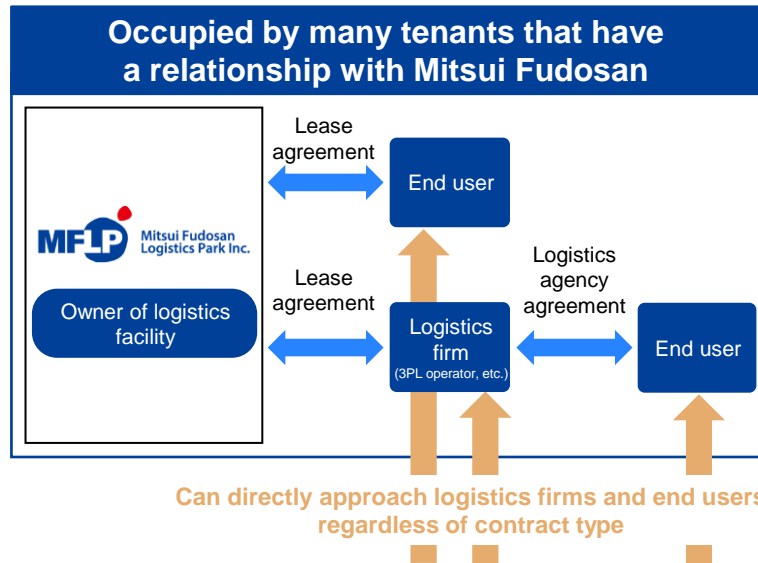 Occupied by many tenants that have
a relationship with Mitsui Fudosan
Lease
agreement
End user
MFLP
Mitsui Fudosan
Logistics Park Inc.
Owner of logistics
facility
Lease
agreement
Logistics
firm
(3PL operator, etc.)
Logistics
agency
agreement
End user
Can directly approach logistics firms and end users
regardless of contract type